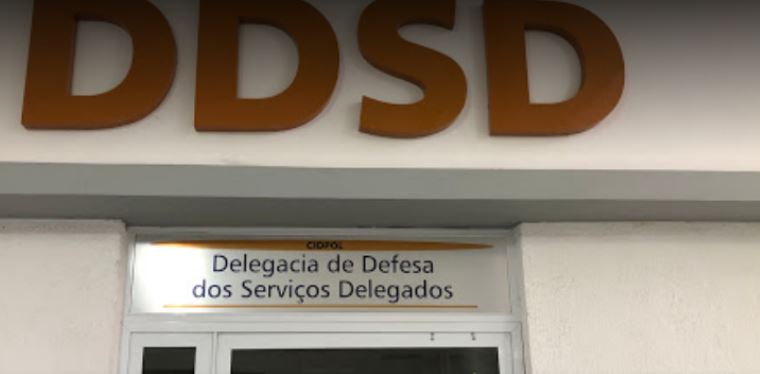 DDSD
CIDPOL
Delegacia de Defesa
dos Serviços Delegados